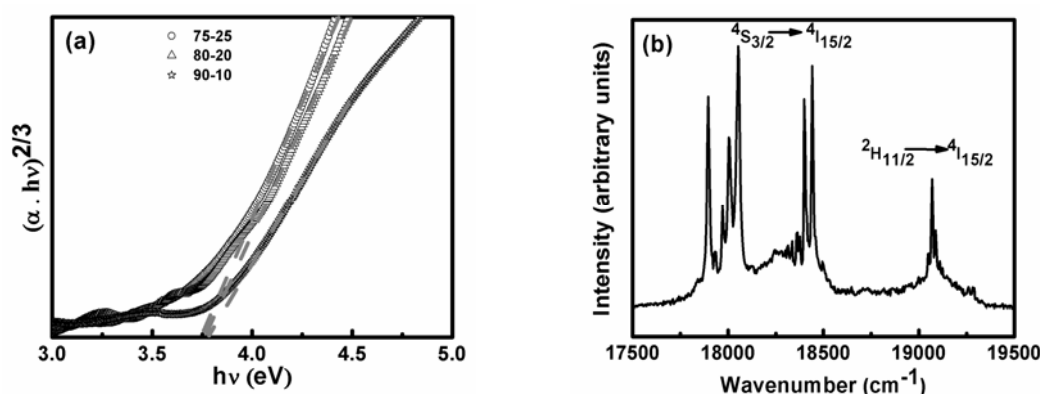 (a)
75-25
80-20
90-10
(α . hν)2/3
3.0 3.5 4.0 4.5 5.0
hν (eV)
(b)
4S3/2 → 4I15/2
2H11/2 → 4I15/2
Intensity (arbitrary units)
17500 18000 18500 19000 19500
Wavenumber (cm-1)